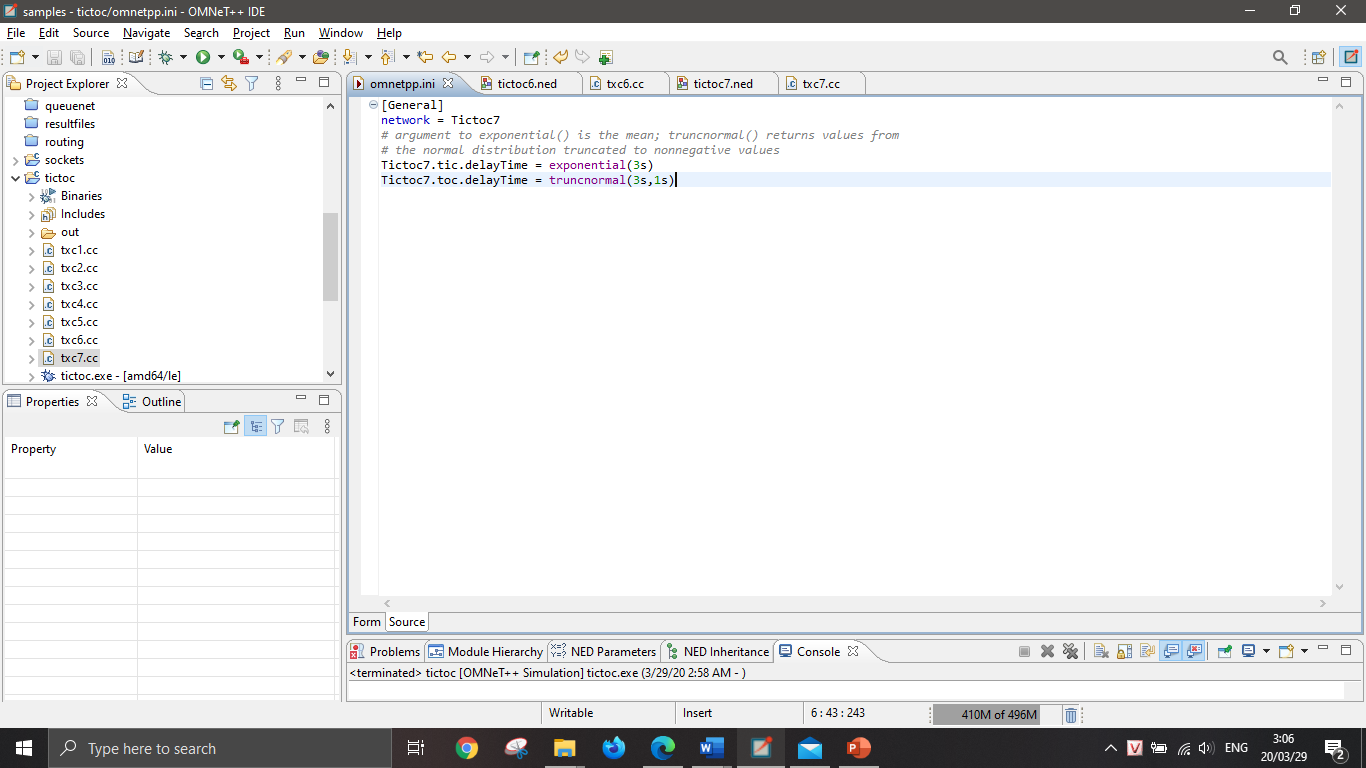 samples - tictoc/omnetpp.ini - OMNeT++ IDE
File Edit Source Navigate Search Project Run Window Help
Project Explorer
queuenet
resultfiles
routing
sockets
tictoc
Binaries
Includes
out
txc1.cc
txc2.cc
txc3.cc
txc4.cc
txc5.cc
txc6.cc
txc7.cc
tictoc.exe - [amd64/le]
Properties Outline
Property Value
omnetpp.ini tictoc6.ned txc6.cc tictoc7.ned txc7.cc
[General]
network = Tictoc7
# argument to exponential() is the mean; truncnormal() returns values from
# the normal distribution truncated to nonnegative values
Tictoc7.tic.delayTime = exponential(3s)
Tictoc7.toc.delayTime = truncnormal(3s,1s)
Form Source
Problems Module Hierarchy NED Parameters NED Inheritance Console
<terminated> tictoc [OMNeT++ Simulation] tictoc.exe (3/29/20 2:58 AM - )
Writable Insert 6 : 43 : 243 410M of 496M
Type here to search
ENG
3:06
20/03/29
2